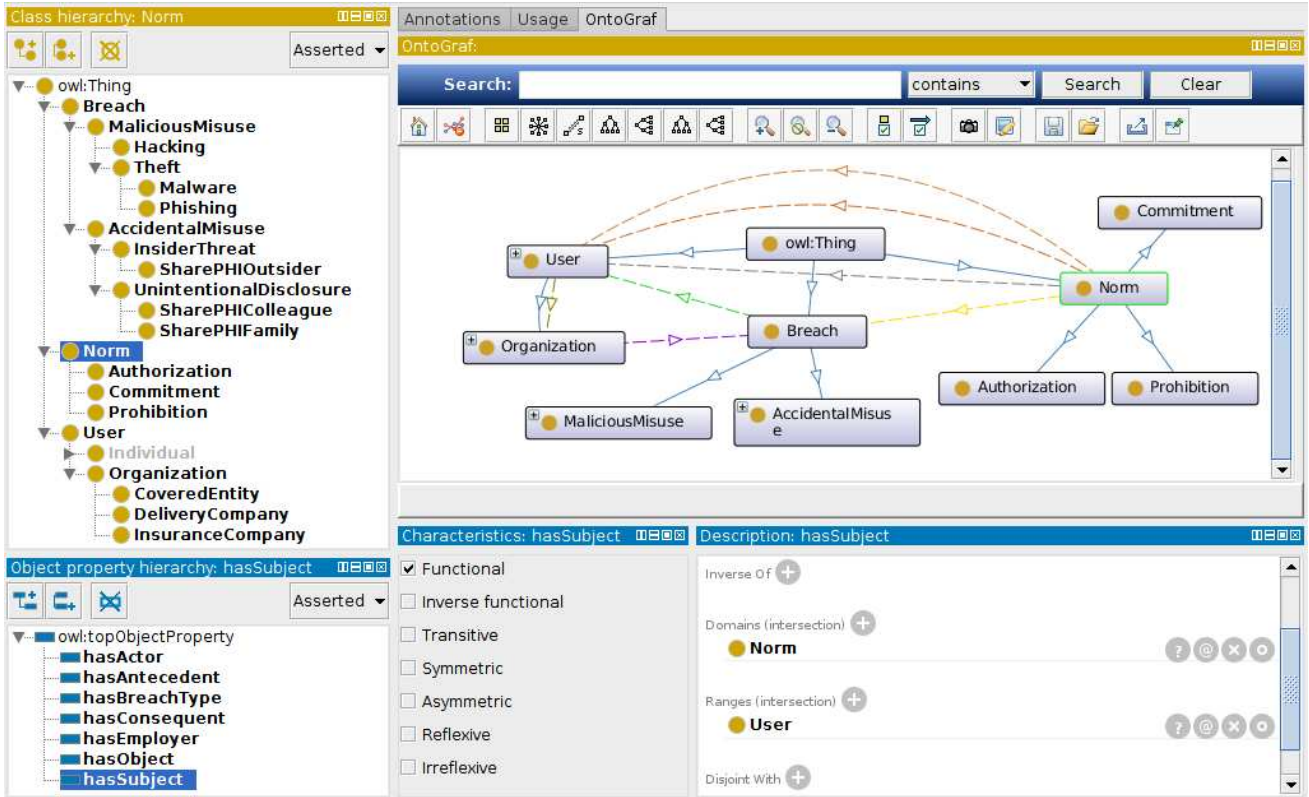 Class hierarchy: Norm
Asserted
owl:Thing
Breach
MaliciousMisuse
Hacking
Theft
Malware
Phishing
AccidentalMisuse
InsiderThreat
SharePHIOutsider
UnintentionalDisclosure
SharePHIColleague
SharePHIFamily
Norm
Authorization
Commitment
Prohibition
User
Individual
Organization
CoveredEntity
DeliveryCompany
InsuranceCompany
Object property hierarchy: hasSubject
Asserted
owl:topObjectProperty
hasActor
hasAntecedent
hasBreachType
hasConsequent
hasEmployer
hasObject
hasSubject
Annotations Usage OntoGraf
OntoGraf:
Search: contains Search Clear
Commitment
owl:Thing
User
Norm
Breach
Organization
Authorization
Prohibition
MaliciousMisuse
AccidentalMisus
e
Characteristics: hasSubject
Functional
Inverse functional
Transitive
Symmetric
Asymmetric
Reflexive
Irreflexive
Description: hasSubject
Inverse Of
Domains (intersection)
Norm
Ranges (intersection)
User
Disjoint With